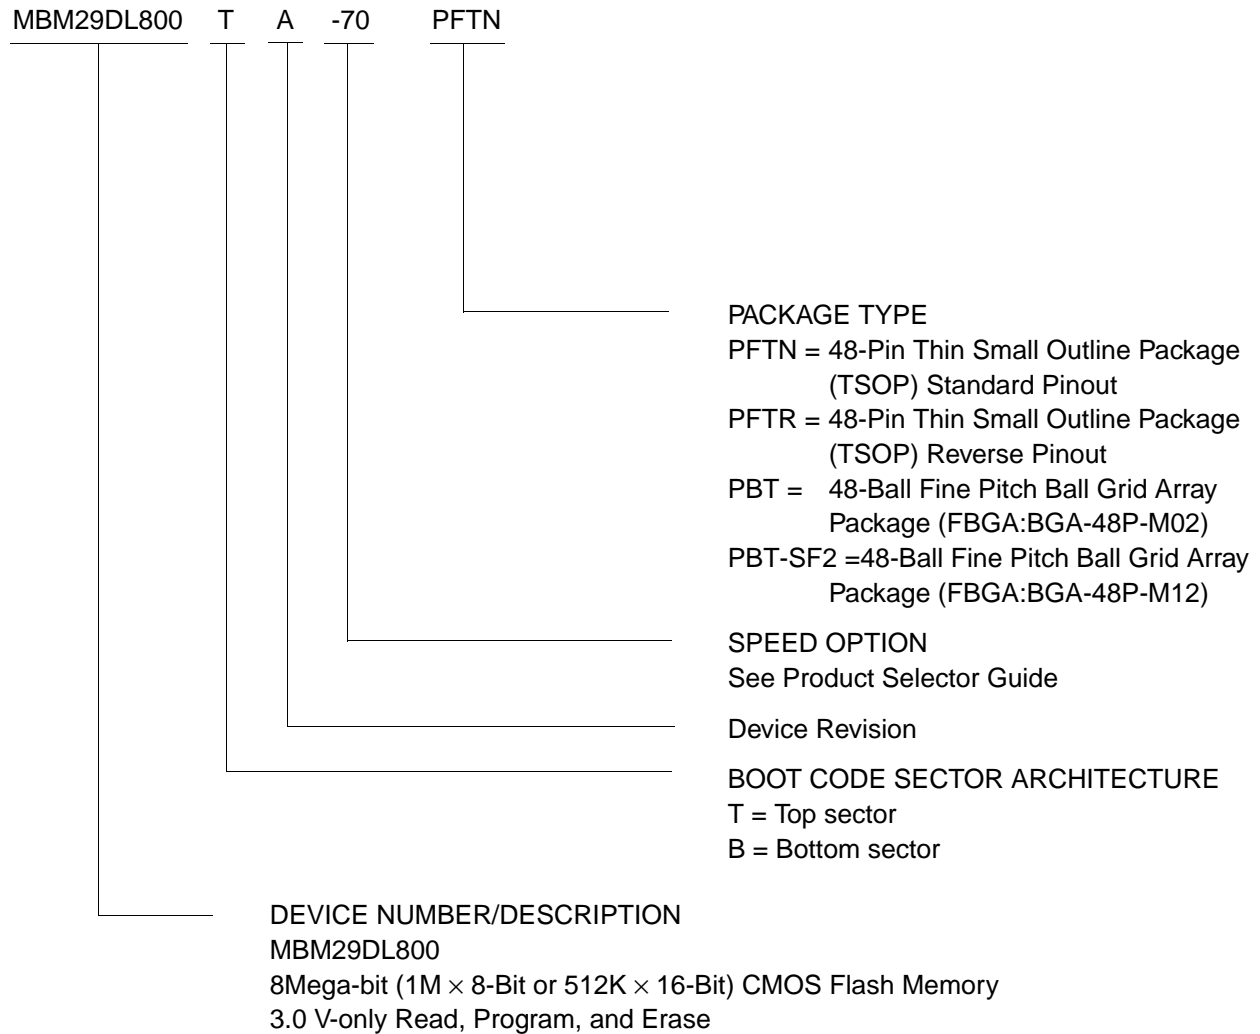 MBM29DL800 T A -70 PFTN
PACKAGE TYPE
PFTN = 48-Pin Thin Small Outline Package
(TSOP) Standard Pinout
PFTR = 48-Pin Thin Small Outline Package
(TSOP) Reverse Pinout
PBT = 48-Ball Fine Pitch Ball Grid Array
Package (FBGA:BGA-48P-M02)
PBT-SF2 =48-Ball Fine Pitch Ball Grid Array
Package (FBGA:BGA-48P-M12)
SPEED OPTION
See Product Selector Guide
Device Revision
BOOT CODE SECTOR ARCHITECTURE
T = Top sector
B = Bottom sector
DEVICE NUMBER/DESCRIPTION
MBM29DL800
8Mega-bit (1M × 8-Bit or 512K × 16-Bit) CMOS Flash Memory
3.0 V-only Read, Program, and Erase